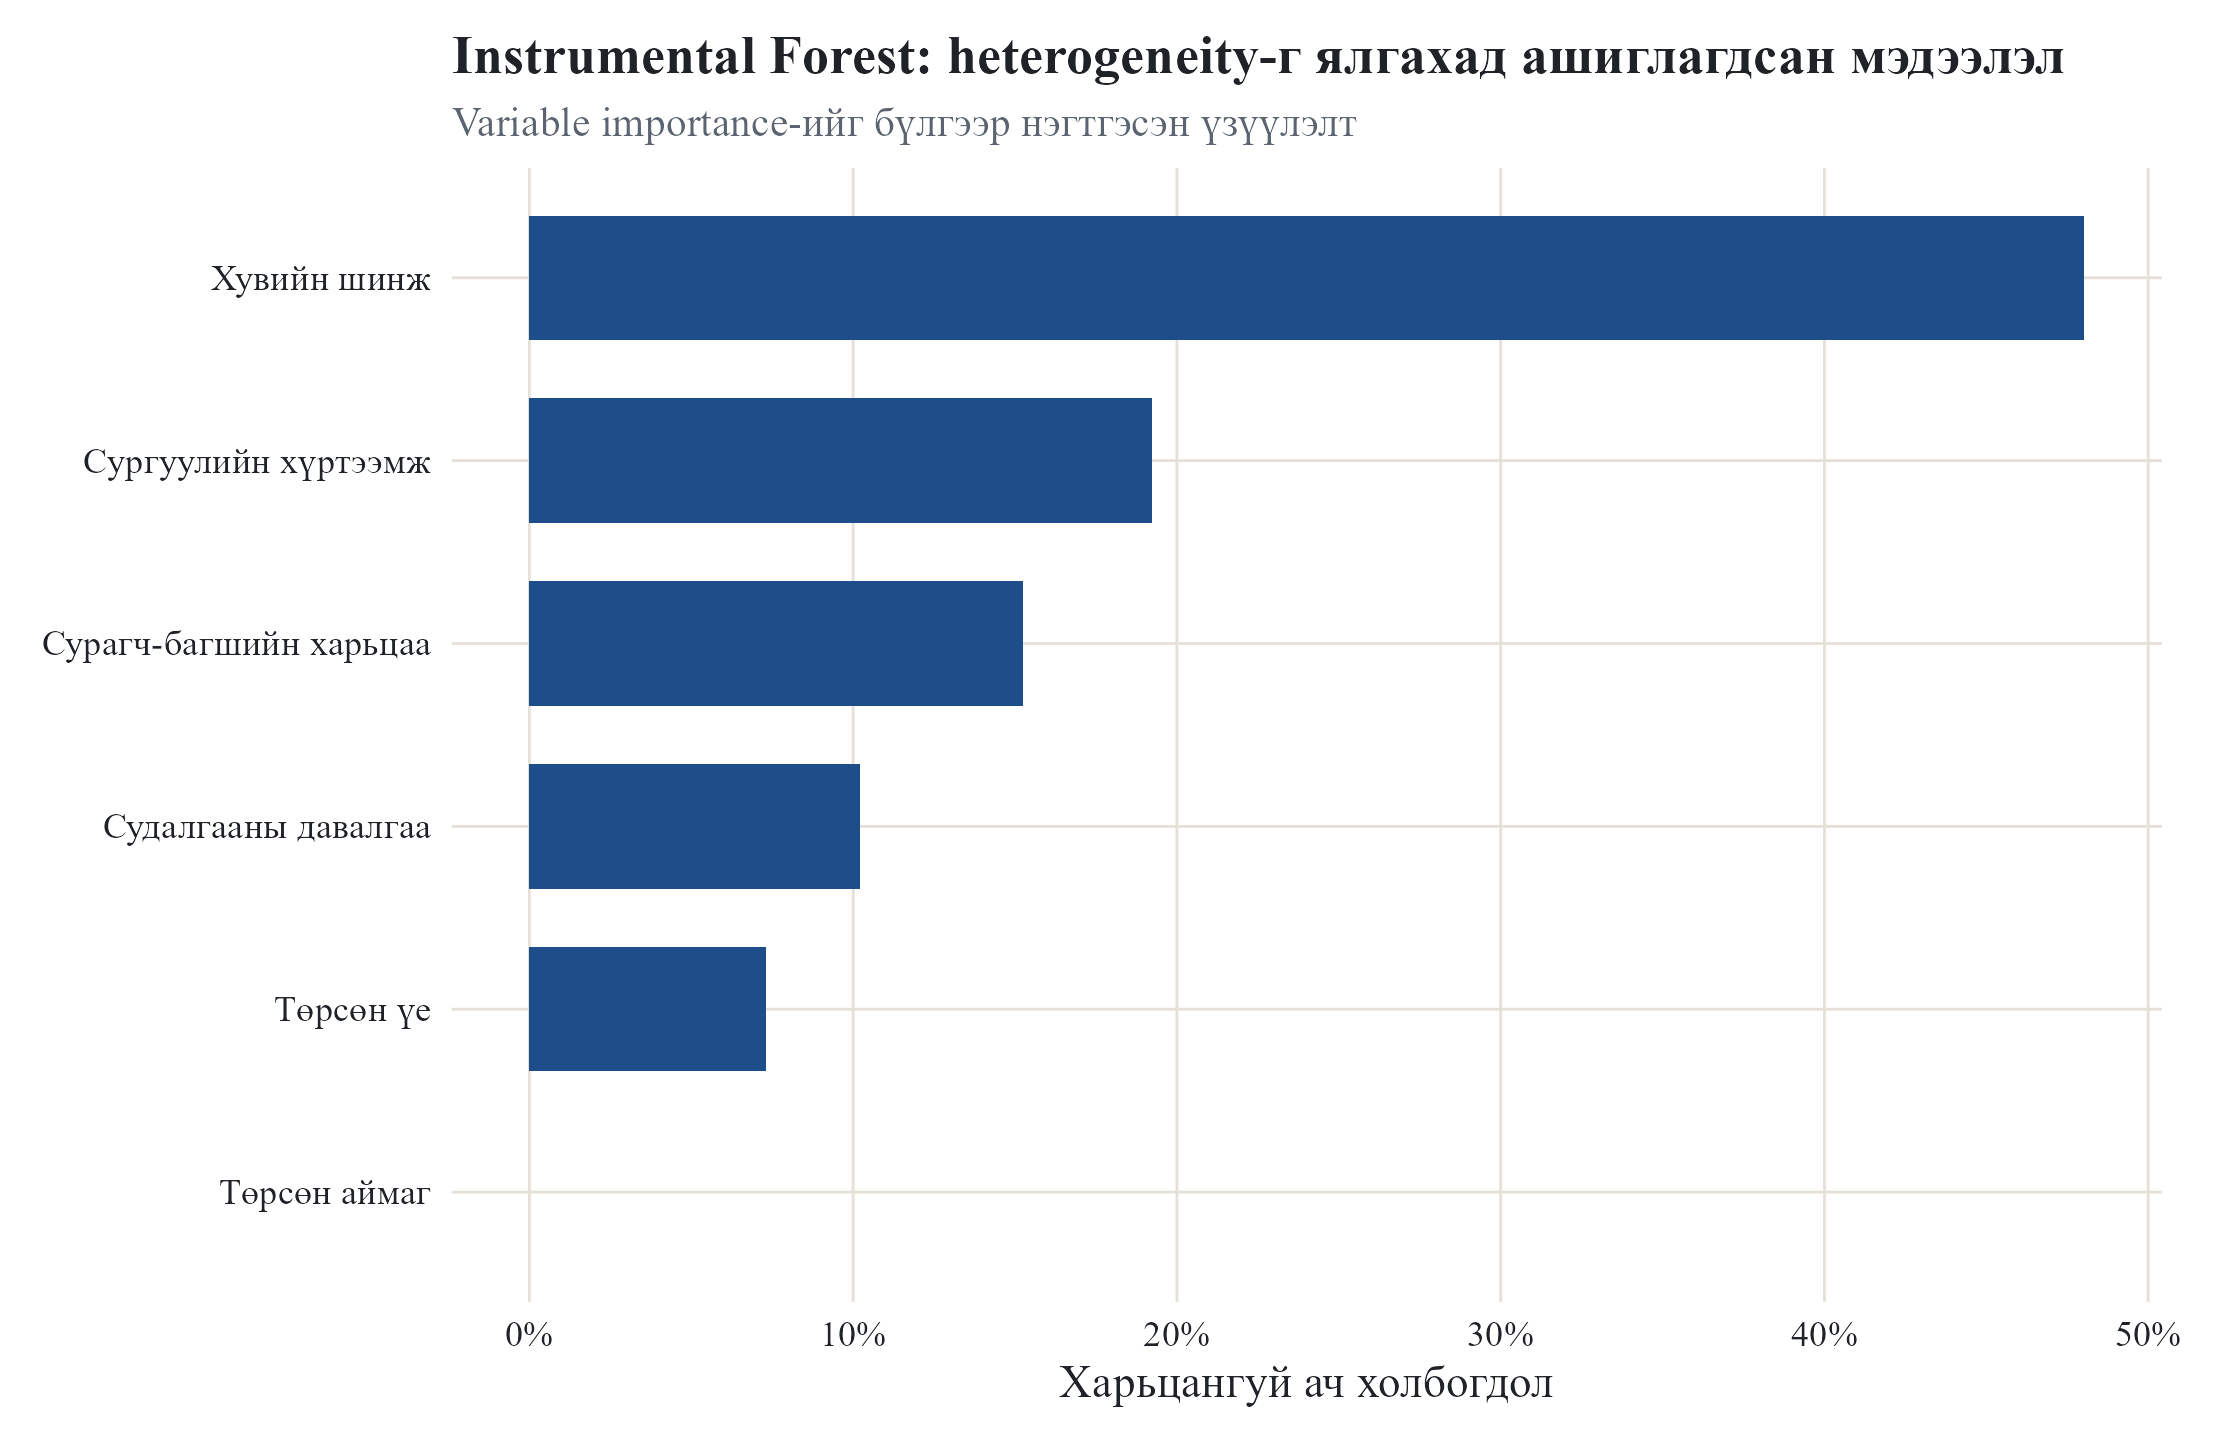 Instrumental Forest: heterogeneity-г ялгахад ашиглагдсан мэдээлэл
Variable importance-ийг бүлгээр нэгтгэсэн үзүүлэлт
Хувийн шинж
Сургуулийн хүртээмж
Сурагч-багшийн харьцаа
Судалгааны давалгаа
Төрсөн үе
Төрсөн аймаг
0% 10% 20% 30% 40% 50%
Харьцангуй ач холбогдол